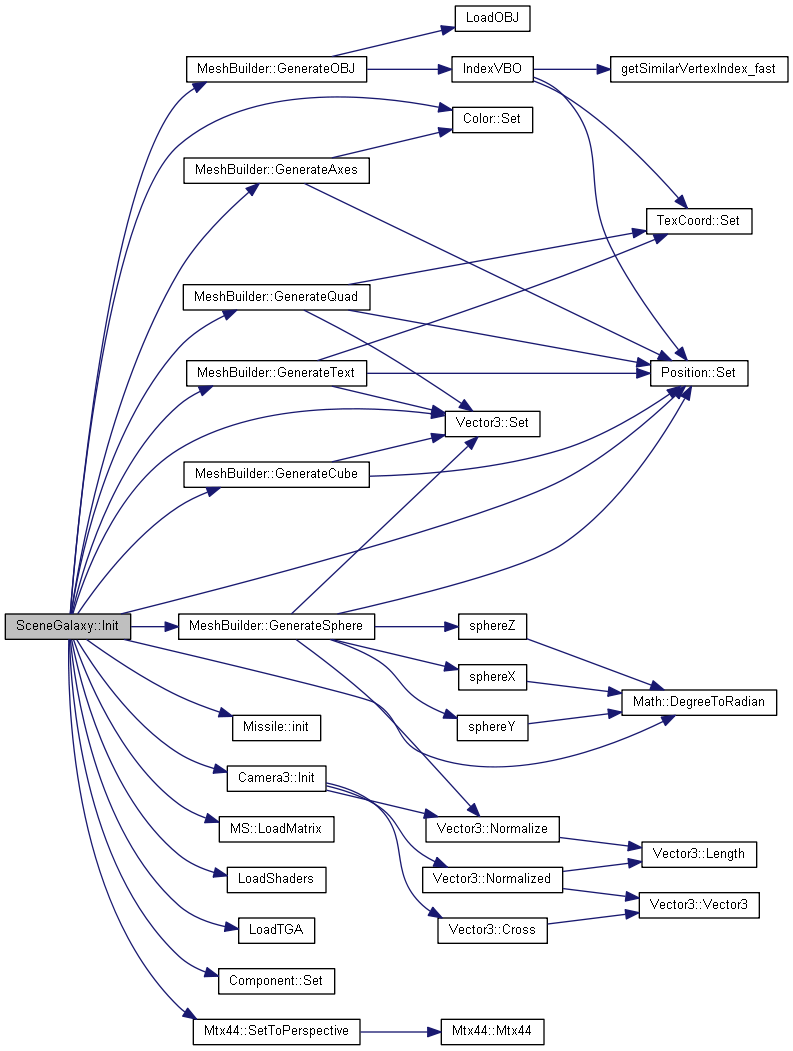 LoadOBJ
MeshBuilder::GenerateOBJ
IndexVBO
getSimilarVertexIndex_fast
Color::Set
MeshBuilder::GenerateAxes
TexCoord::Set
MeshBuilder::GenerateQuad
MeshBuilder::GenerateText
Position::Set
Vector3::Set
MeshBuilder::GenerateCube
SceneGalaxy::Init
MeshBuilder::GenerateSphere
sphereZ
sphereX
Math::DegreeToRadian
Missile::init
sphereY
Camera3::Init
MS::LoadMatrix
Vector3::Normalize
Vector3::Length
LoadShaders
Vector3::Normalized
Vector3::Vector3
LoadTGA
Vector3::Cross
Component::Set
Mtx44::SetToPerspective
Mtx44::Mtx44